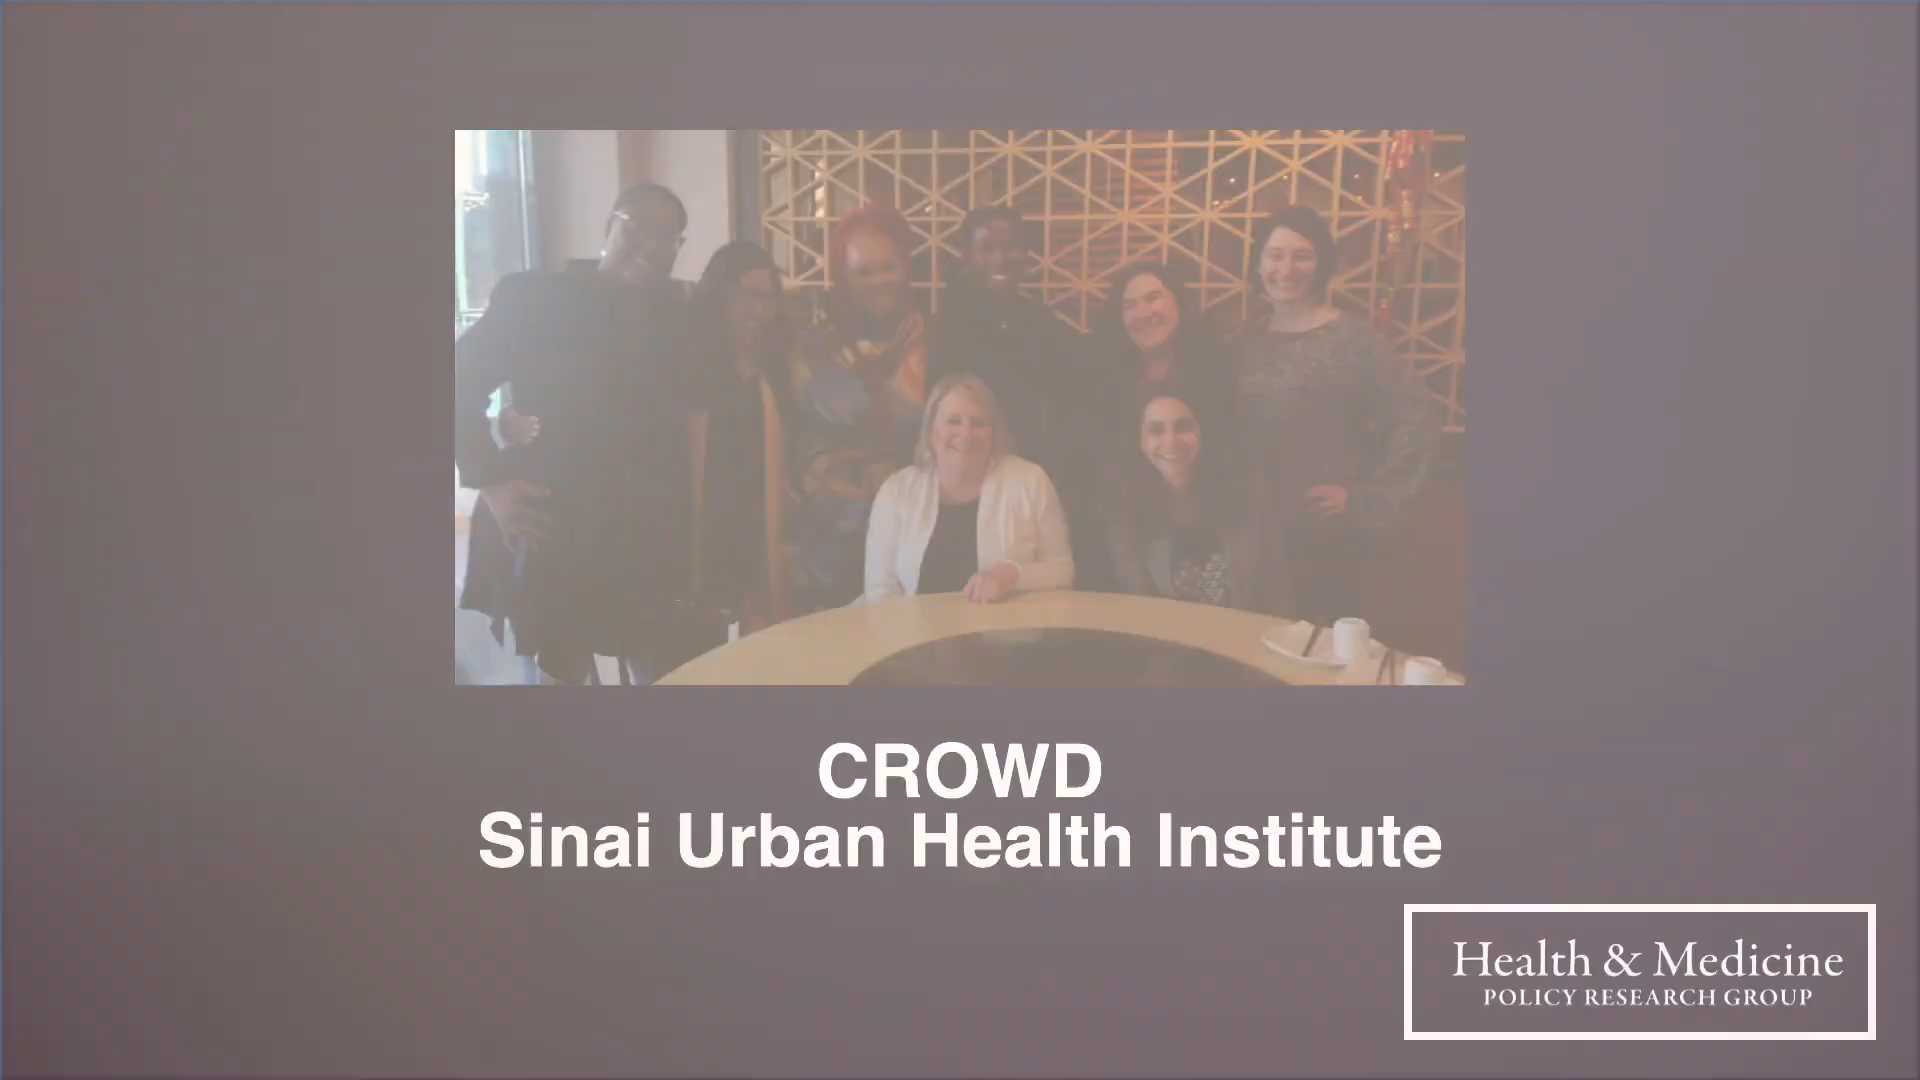 CROWD
Sinai Urban Health Institute
Health & Medicine
POLICY RESEARCH GROUP